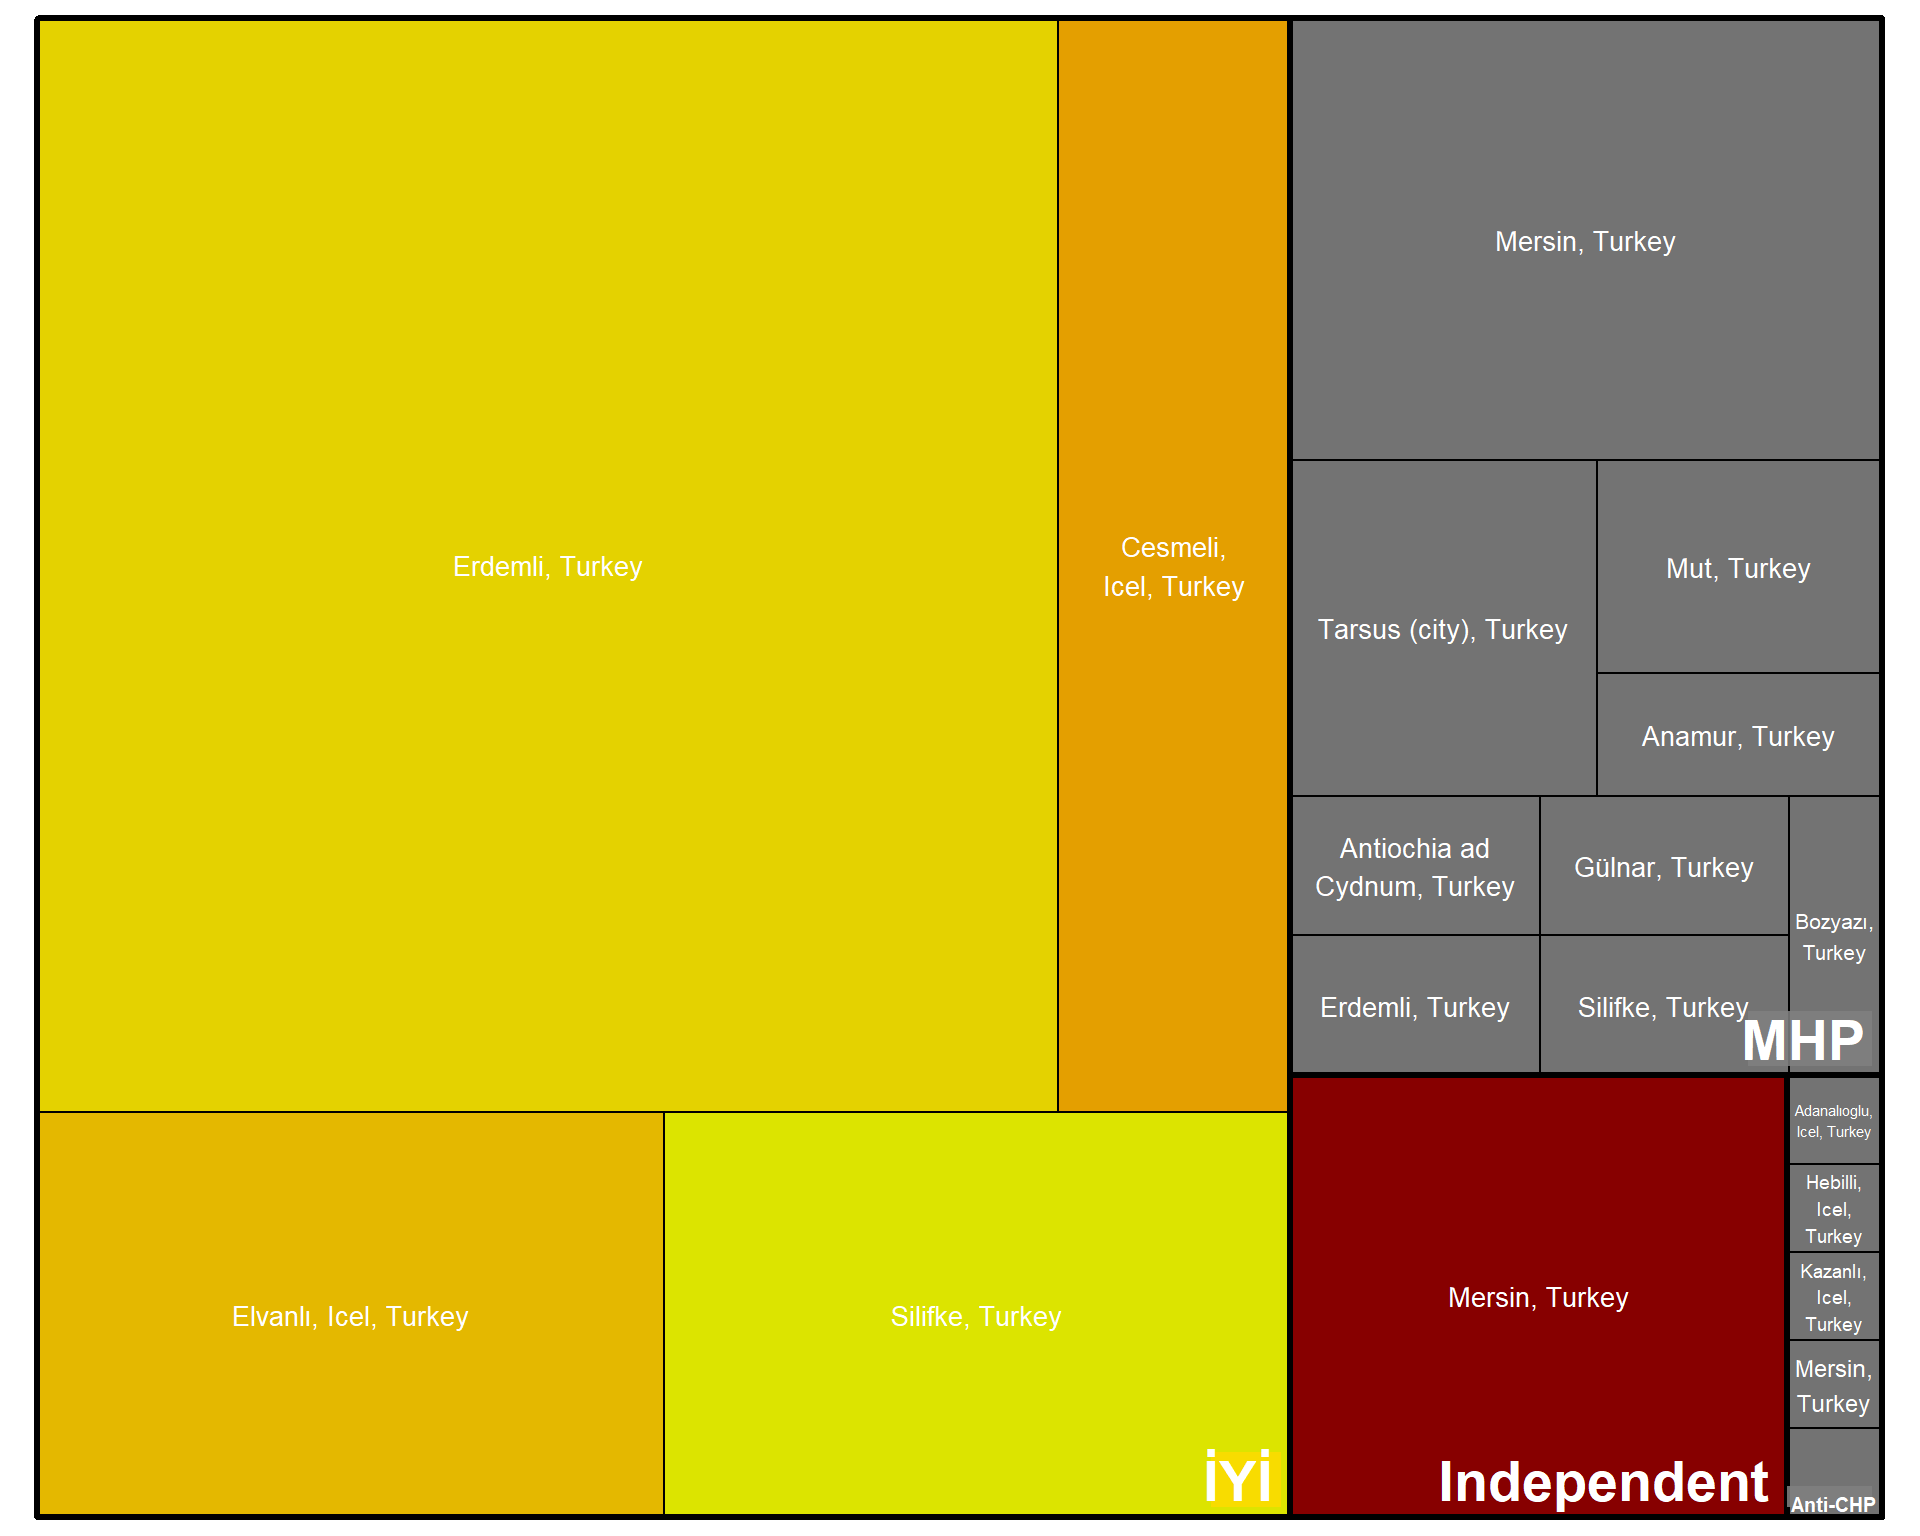 Erdemli, Turkey
Cesmeli,
Icel, Turkey
Elvanlı, Icel, Turkey
Silifke, Turkey
İYİ
Mersin, Turkey
Tarsus (city), Turkey
Mut, Turkey
Anamur, Turkey
Antiochia ad
Cydnum, Turkey
Gülnar, Turkey
Bozyazı,
Turkey
Erdemli, Turkey
Silifke, Turkey
MHP
Mersin, Turkey
Independent
Adanalıoglu,
Icel, Turkey
Hebilli,
Icel,
Turkey
Kazanlı,
Icel,
Turkey
Mersin,
Turkey
Anti-CHP